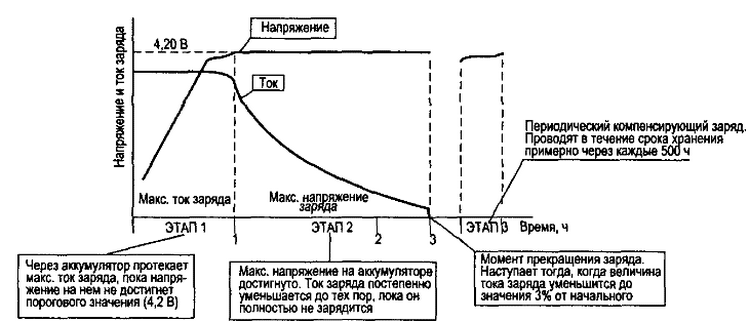 Напряжение и ток заряда
4,20 В
Напряжение
Ток
Макс. ток заряда
Макс. напряжение
заряда
ЭТАП 1
1
ЭТАП 2
2
3
ЭТАП 3
Время, ч
Периодический компенсирующий заряд.
Проводят в течение срока хранения
примерно через каждые 500 ч
Через аккумулятор протекает
макс. ток заряда, пока напря-
жение на нем не достигнет
порогового значения (4,2 В)
Макс. напряжение на аккумуляторе
достигнуто. Ток заряда постепенно
уменьшается до тех пор, пока он
полностью не зарядится
Момент прекращения заряда.
Наступает тогда, когда величина
тока заряда уменьшится до
значения 3% от начального